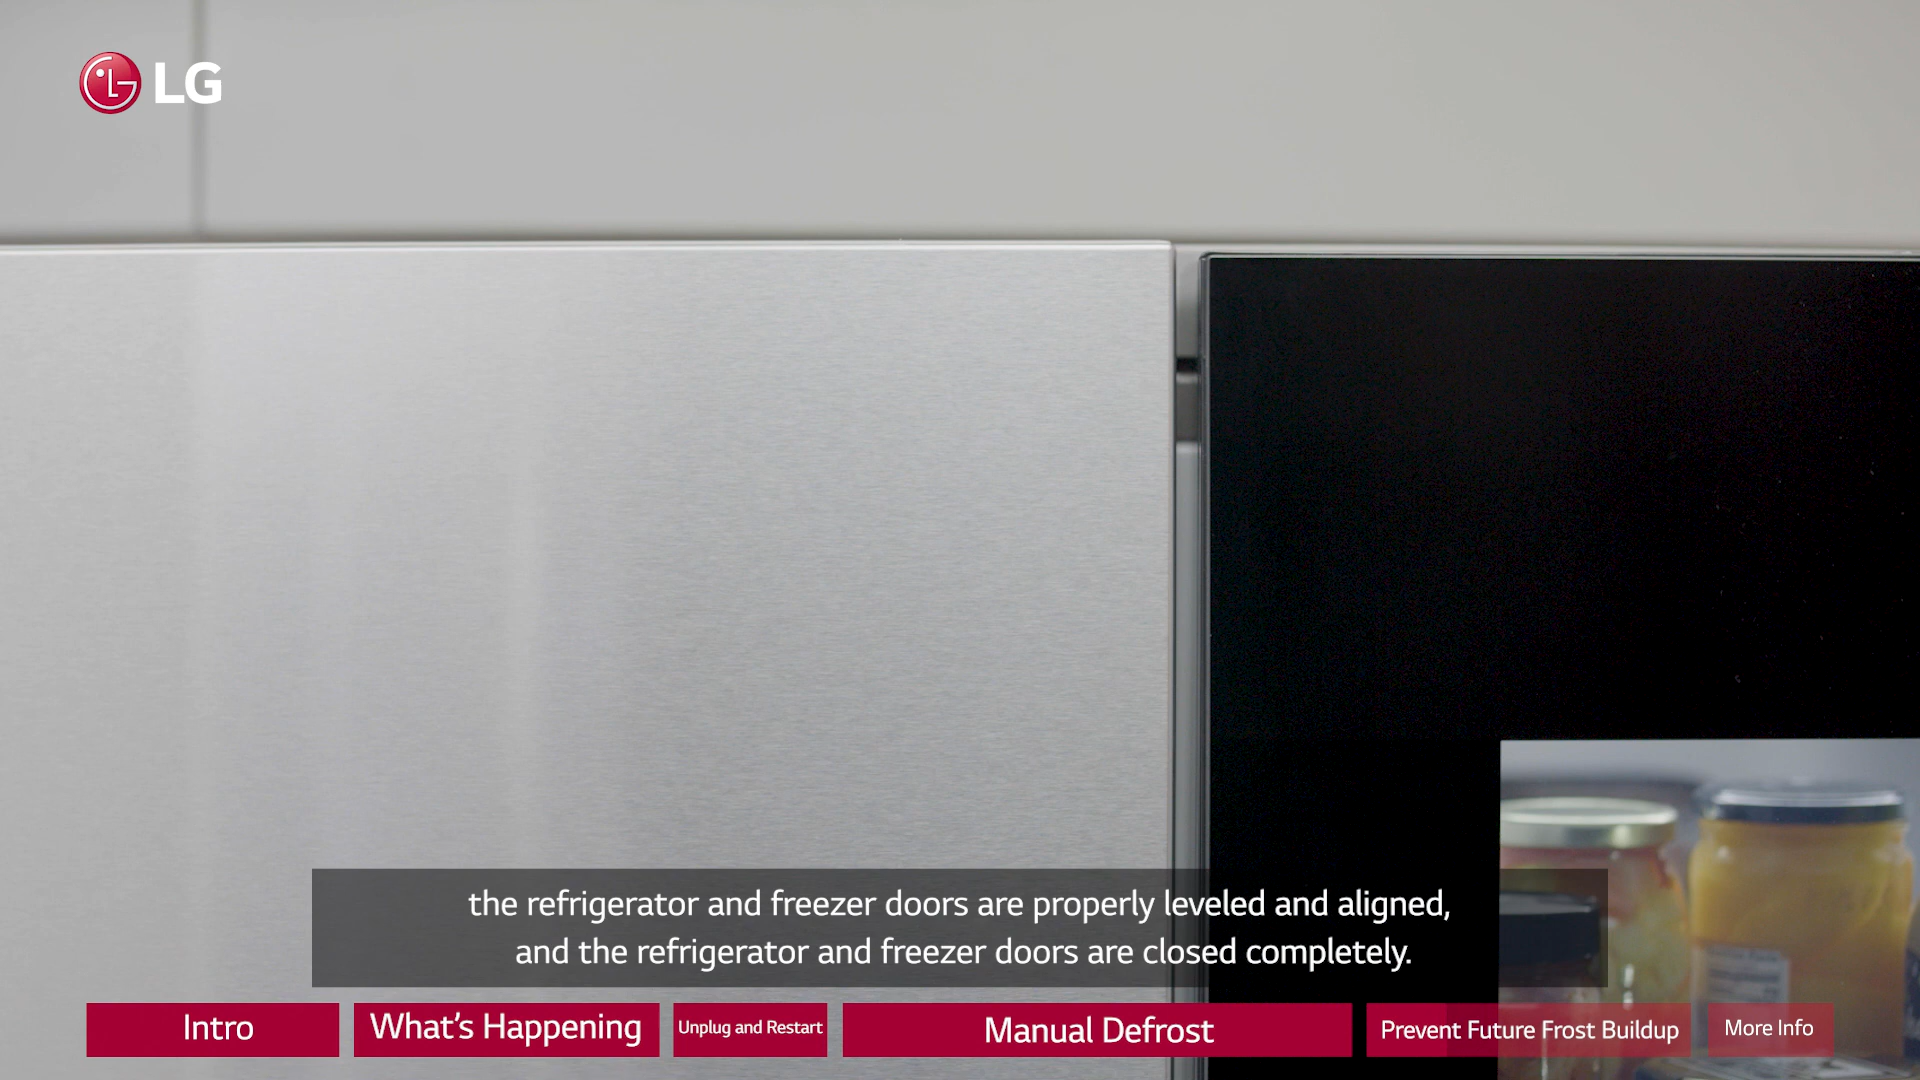 LG
the refrigerator and freezer doors are properly leveled and aligned,
and the refrigerator and freezer doors are closed completely.
Intro
What's Happening
Unplug and Restart
Manual Defrost
Prevent Future Frost Buildup
More Info